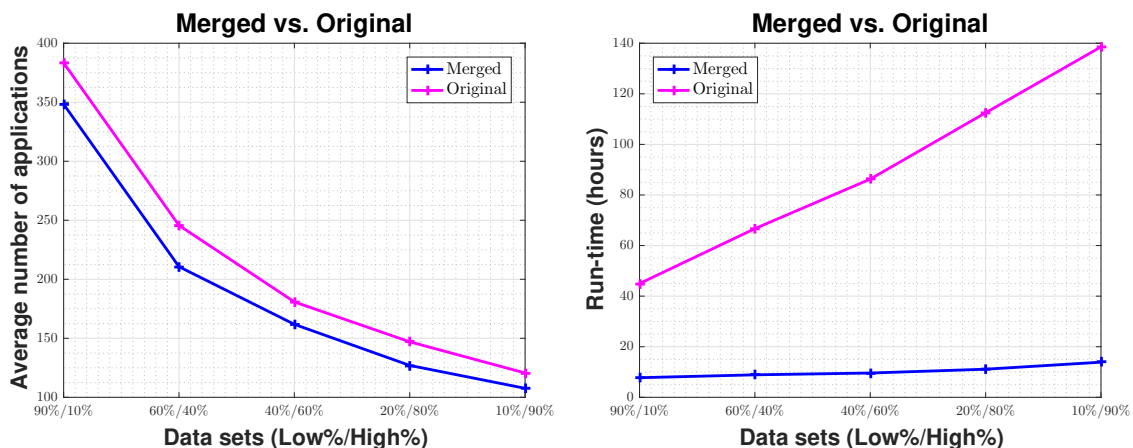 Merged vs. Original
Average number of applications
400
350
300
250
200
150
100
Merged
Original
90%/10% 60%/40% 40%/60% 20%/80% 10%/90%
Data sets (Low%/High%)
Merged vs. Original
Run-time (hours)
140
120
100
80
60
40
20
0
Merged
Original
90%/10% 60%/40% 40%/60% 20%/80% 10%/90%
Data sets (Low%/High%)